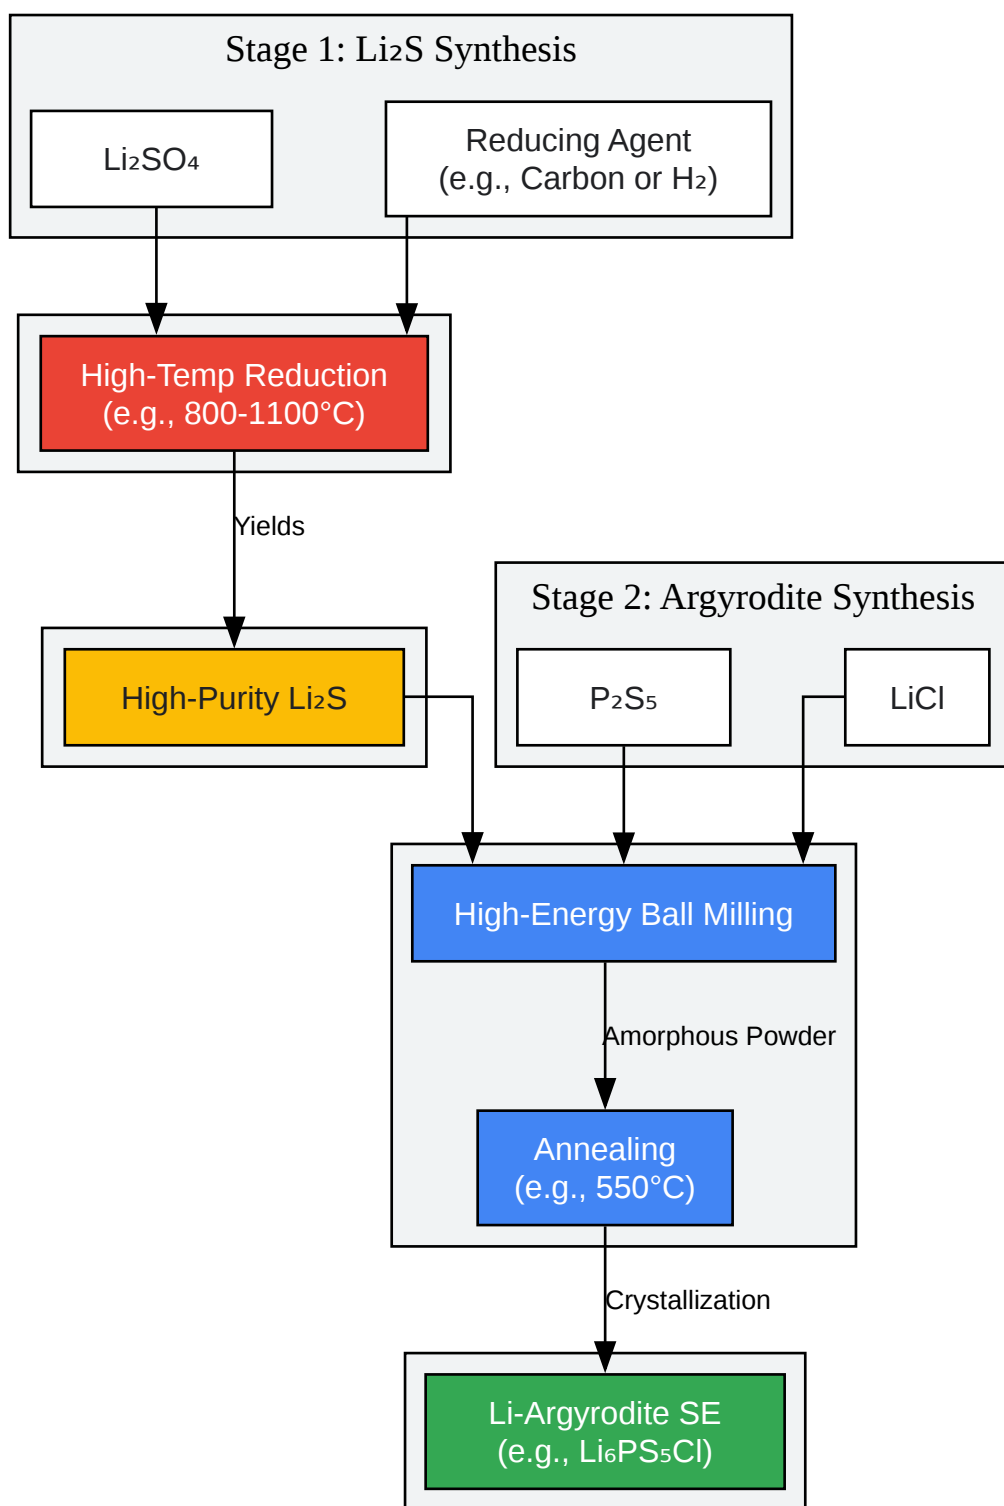 Stage 1: Li₂S Synthesis
Li₂SO₄
Reducing Agent
(e.g., Carbon or H₂)
High-Temp Reduction
(e.g., 800-1100°C)
Yields
Stage 2: Argyrodite Synthesis
High-Purity Li₂S
P₂S₅
LiCl
High-Energy Ball Milling
Amorphous Powder
Annealing
(e.g., 550°C)
Crystallization
Li-Argyrodite SE
(e.g., Li₆PS₅Cl)